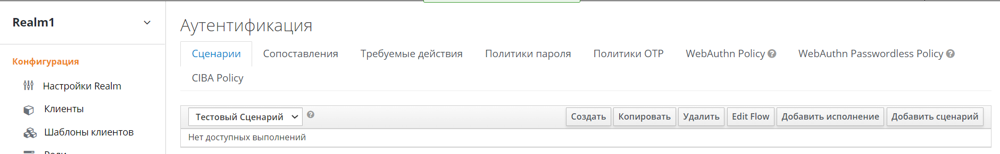 Realm1
Аутентификация
Сценарии Сопоставления Требуемые действия Политики пароля Политики OTP WebAuthn Policy ? WebAuthn Passwordless Policy ?
CIBA Policy
Конфигурация
Настройки Realm
Клиенты
Шаблоны клиентов
Роли
Тестовый Сценарий ? Создать Копировать Удалить Edit Flow Добавить исполнение Добавить сценарий
Нет доступных выполнений